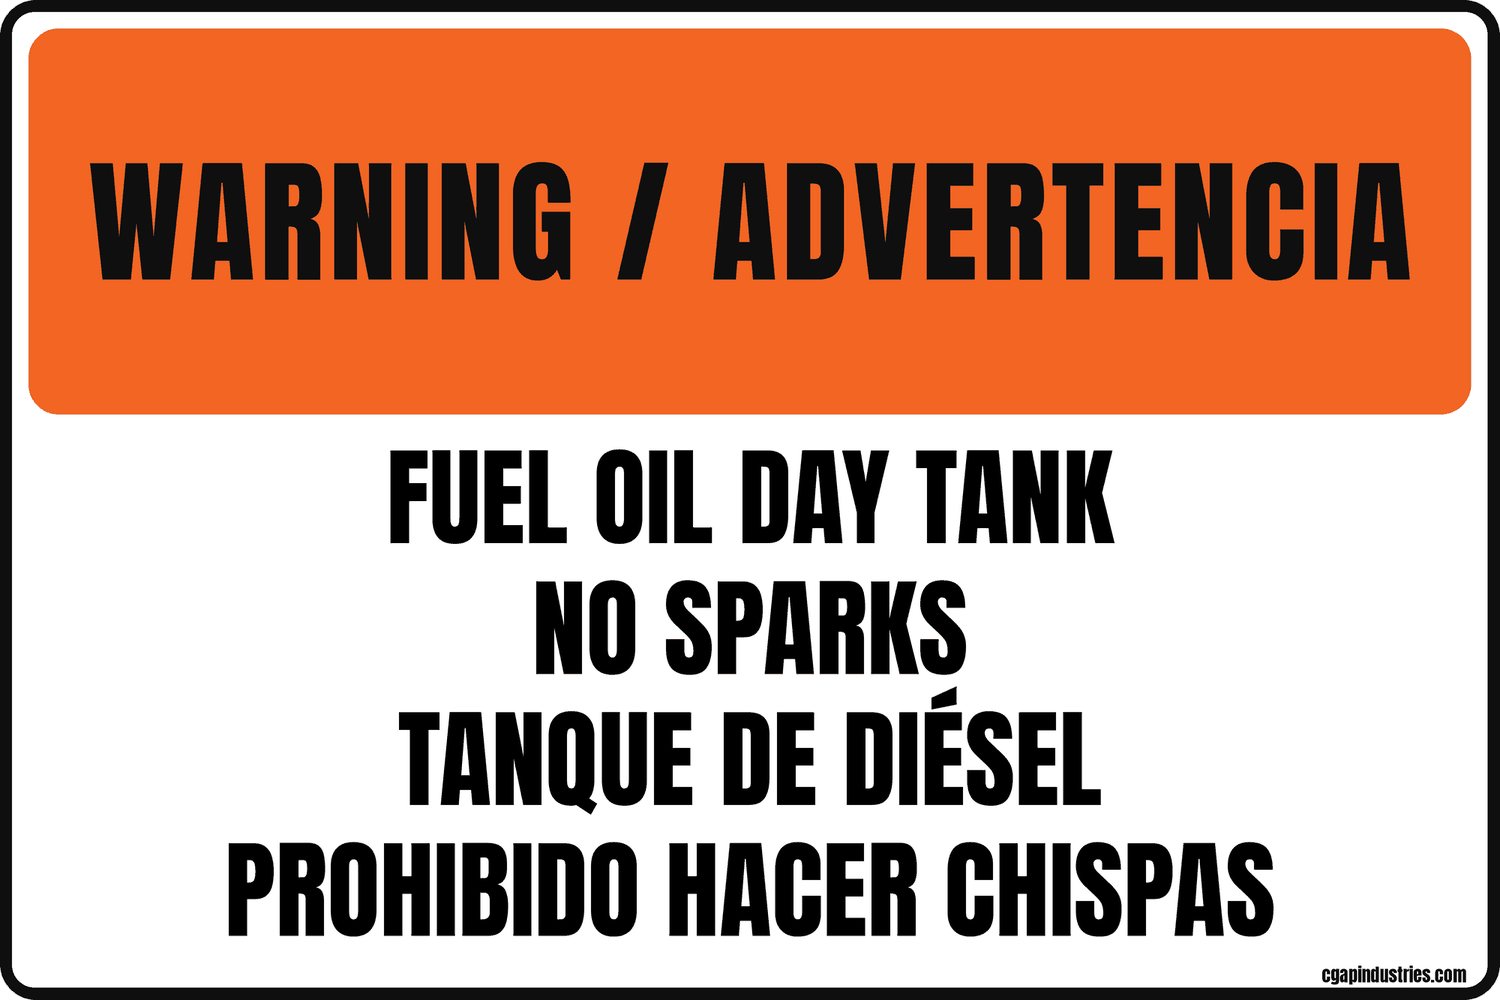 WARNING / ADVERTENCIA
FUEL OIL DAY TANK
NO SPARKS
TANQUE DE DIÉSEL
PROHIBIDO HACER CHISPAS
cgapindustries.com